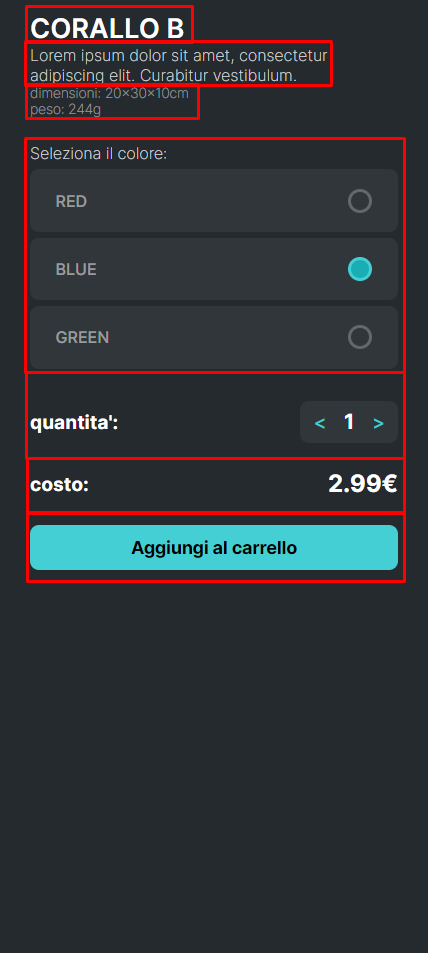 CORALLO B
Lorem ipsum dolor sit amet, consectetur
adipiscing elit. Curabitur vestibulum.
dimensioni: 20×30×10cm
peso: 244g
Seleziona il colore:
RED
BLUE
GREEN
quantita': < 1 >
costo: 2.99€
Aggiungi al carrello